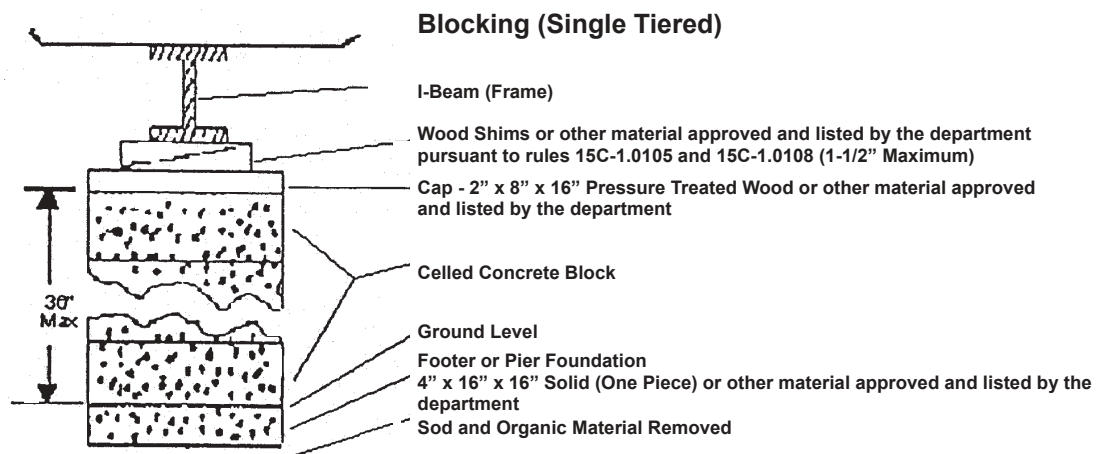 Blocking (Single Tiered)
I-Beam (Frame)
Wood Shims or other material approved and listed by the department
pursuant to rules 15C-1.0105 and 15C-1.0108 (1-1/2” Maximum)
Cap - 2” x 8” x 16” Pressure Treated Wood or other material approved
and listed by the department
Celled Concrete Block
36"
Max
Ground Level
Footer or Pier Foundation
4” x 16” x 16” Solid (One Piece) or other material approved and listed by the
department
Sod and Organic Material Removed